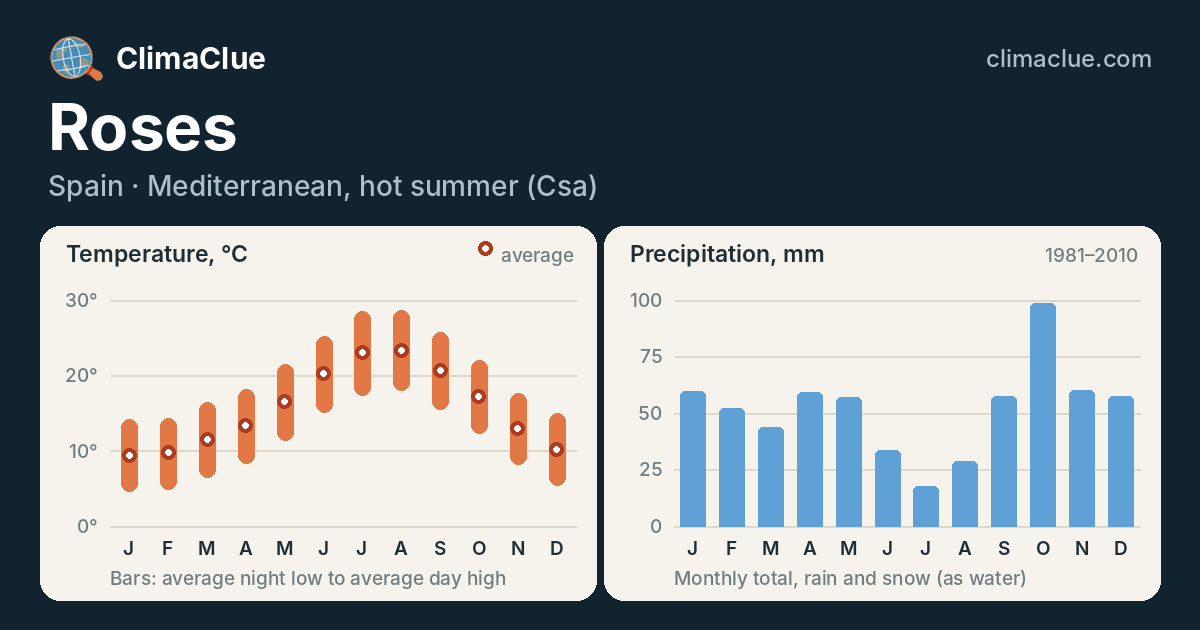 ClimaClue
climaclue.com
Roses
Spain · Mediterranean, hot summer (Csa)
Temperature, °C
average
30°
20°
10°
0°
J F M A M J J A S O N D
Bars: average night low to average day high
Precipitation, mm
1981–2010
100
75
50
25
0
J F M A M J J A S O N D
Monthly total, rain and snow (as water)